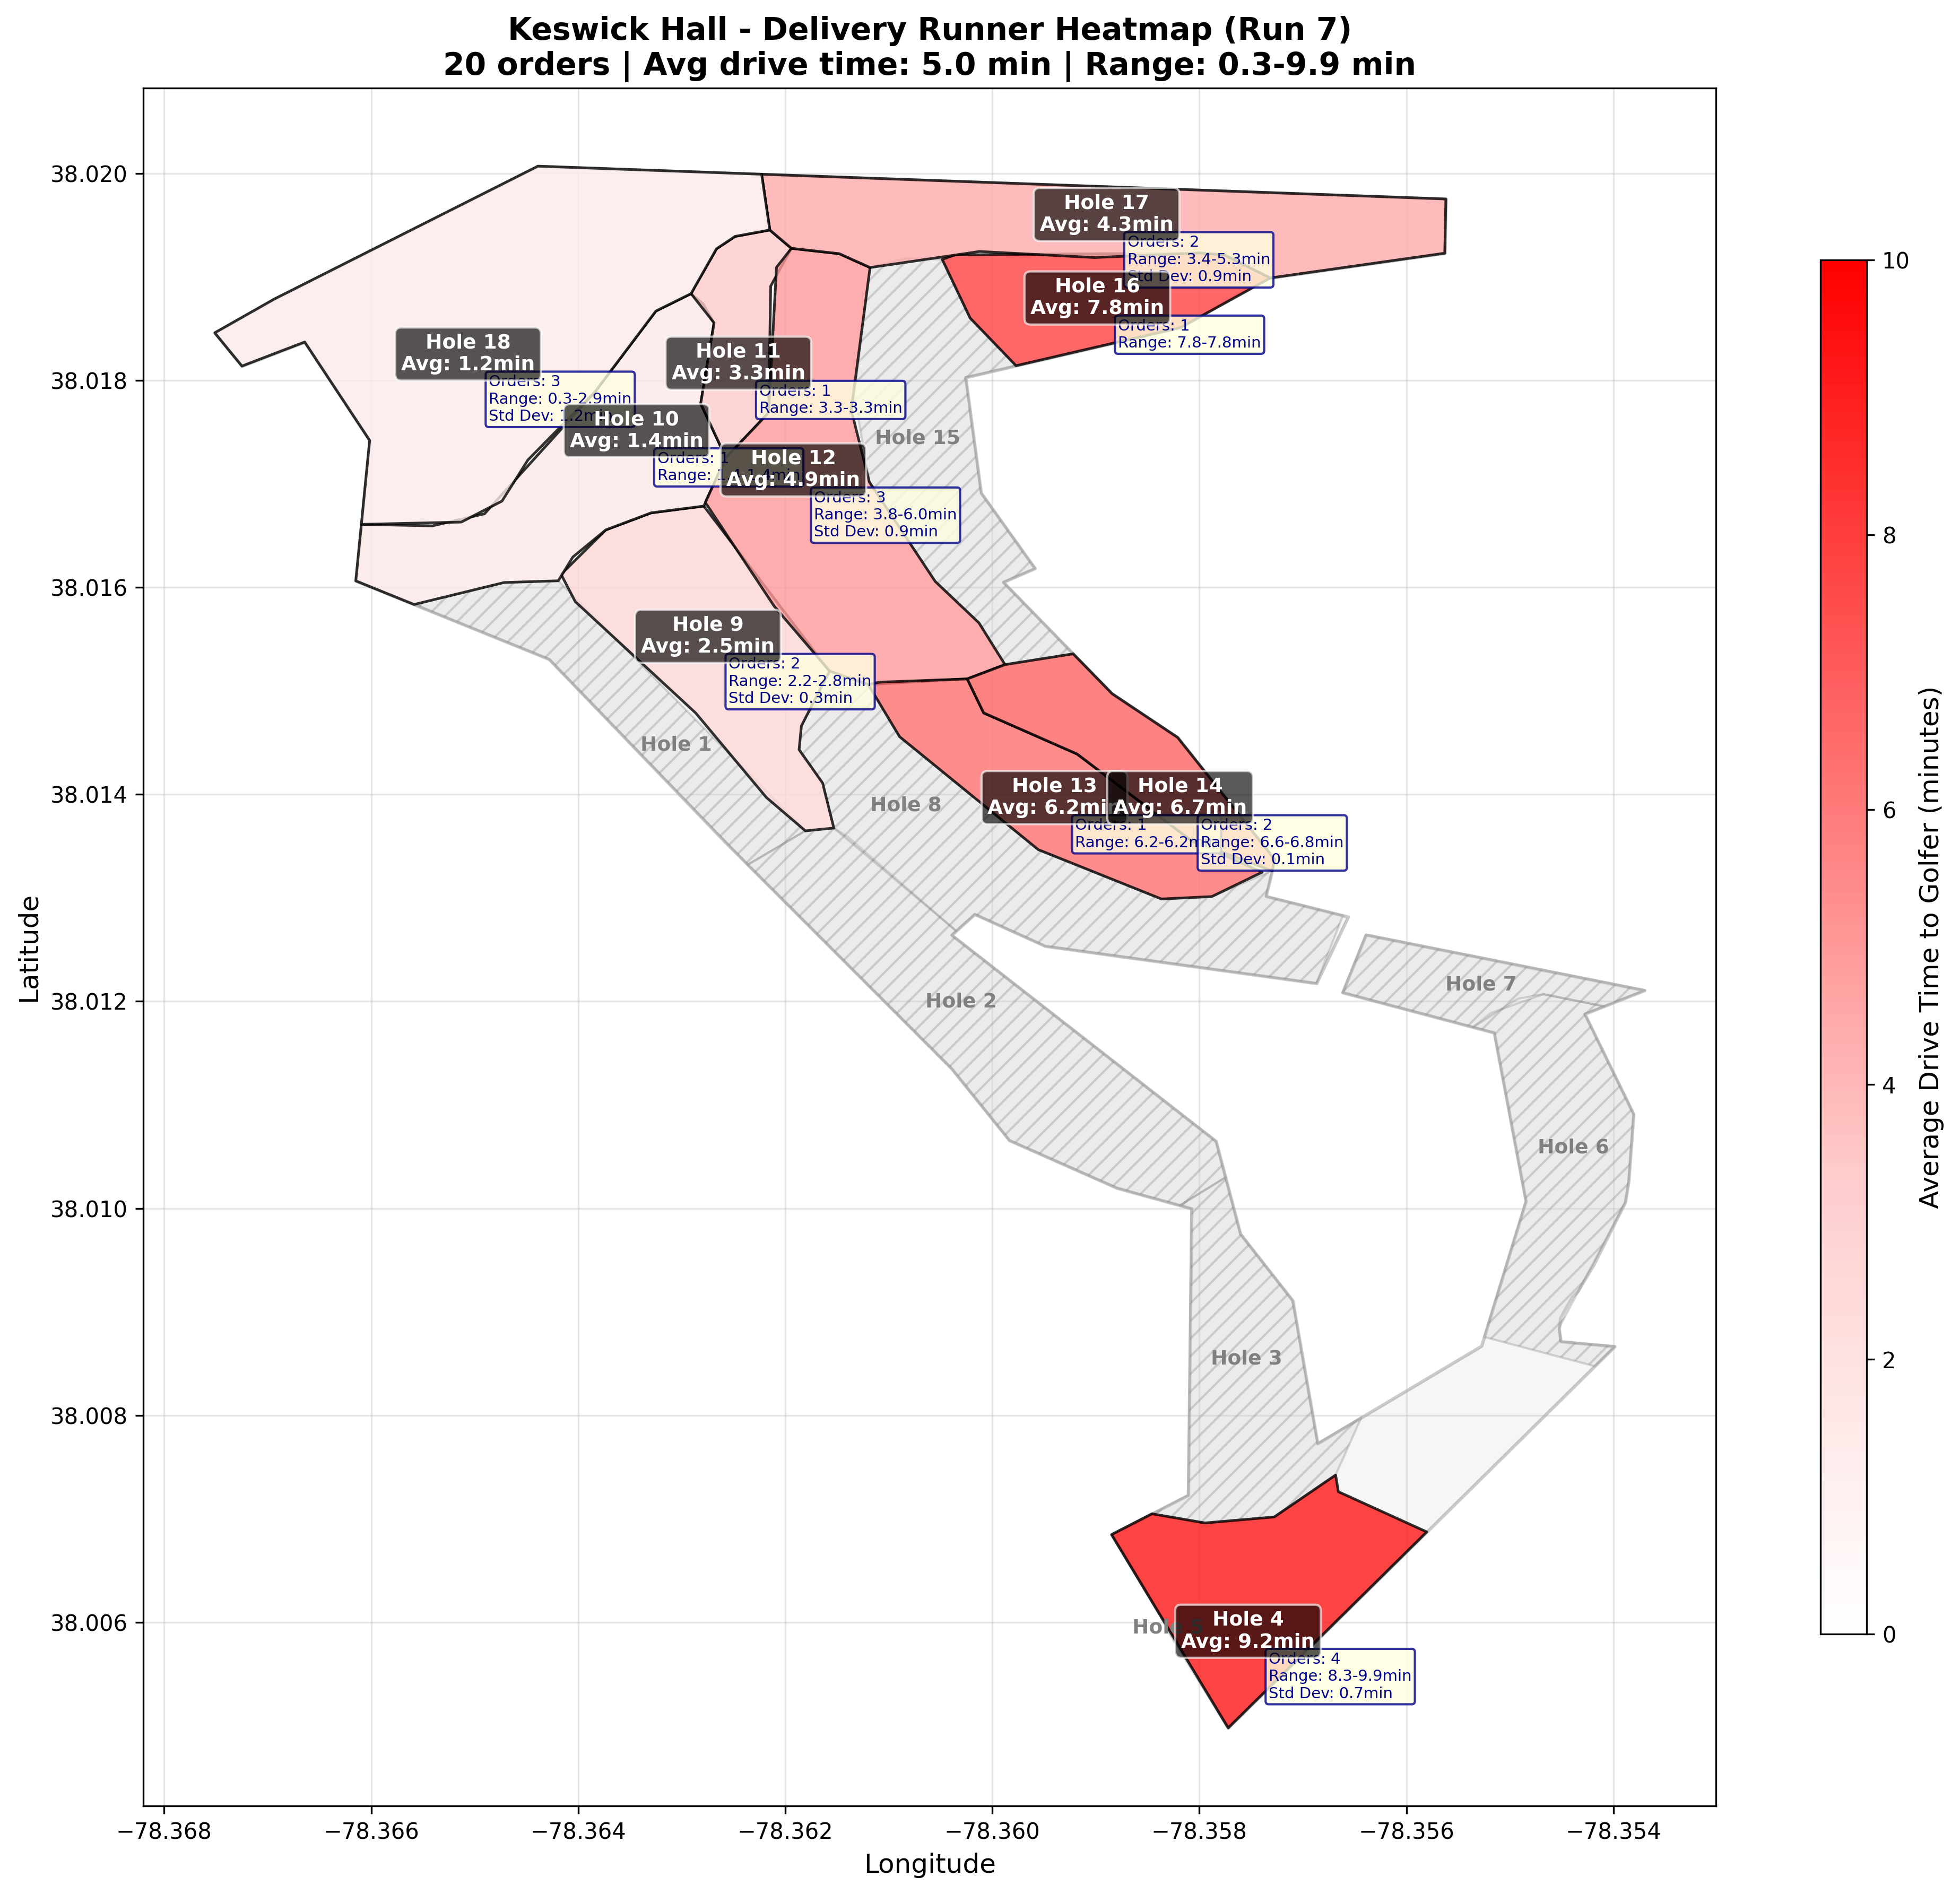 Keswick Hall - Delivery Runner Heatmap (Run 7)
20 orders | Avg drive time: 5.0 min | Range: 0.3-9.9 min
Hole 17
Avg: 4.3min
Orders: 2
Range: 3.4-5.3min
Std Dev: 0.9min
Hole 16
Avg: 7.8min
Orders: 1
Range: 7.8-7.8min
Hole 18
Avg: 1.2min
Orders: 3
Range: 0.3-2.9min
Std Dev: 1.2min
Hole 11
Avg: 3.3min
Orders: 1
Range: 3.3-3.3min
Hole 10
Avg: 1.4min
Orders: 1
Range:
Hole 15
Hole 12
Avg: 4.9min
Orders: 3
Range: 3.8-6.0min
Std Dev: 0.9min
Hole 9
Avg: 2.5min
Orders: 2
Range: 2.2-2.8min
Std Dev: 0.3min
Hole 1
Hole 8
Hole 13
Avg: 6.2min
Orders: 1
Range: 6.2-6.2m
Hole 14
Avg: 6.7min
Orders: 2
Range: 6.6-6.8min
Std Dev: 0.1min
Hole 2
Hole 7
Hole 6
Hole 3
Hole 5
Hole 4
Avg: 9.2min
Orders: 4
Range: 8.3-9.9min
Std Dev: 0.7min
38.020
38.018
38.016
38.014
38.012
38.010
38.008
38.006
Latitude
−78.368
−78.366
−78.364
−78.362
−78.360
−78.358
−78.356
−78.354
Longitude
10
8
6
4
2
0
Average Drive Time to Golfer (minutes)